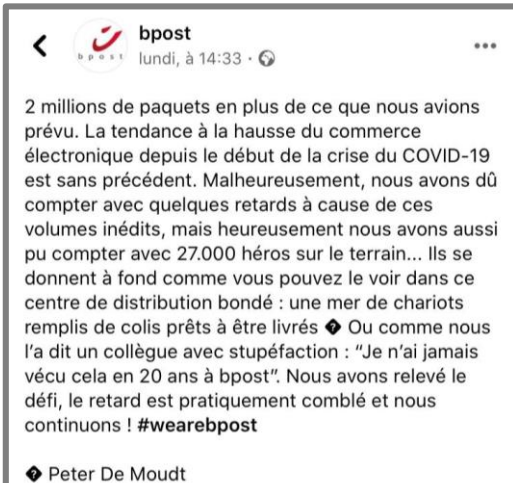 bpost
bpost
lundi, à 14:33 ·
2 millions de paquets en plus de ce que nous avions
prévu. La tendance à la hausse du commerce
électronique depuis le début de la crise du COVID-19
est sans précédent. Malheureusement, nous avons dû
compter avec quelques retards à cause de ces
volumes inédits, mais heureusement nous avons aussi
pu compter avec 27.000 héros sur le terrain... Ils se
donnent à fond comme vous pouvez le voir dans ce
centre de distribution bondé : une mer de chariots
remplis de colis prêts à être livrés � Ou comme nous
l’a dit un collègue avec stupéfaction : “Je n’ai jamais
vécu cela en 20 ans à bpost”. Nous avons relevé le
défi, le retard est pratiquement comblé et nous
continuons ! #wearebpost
� Peter De Moudt